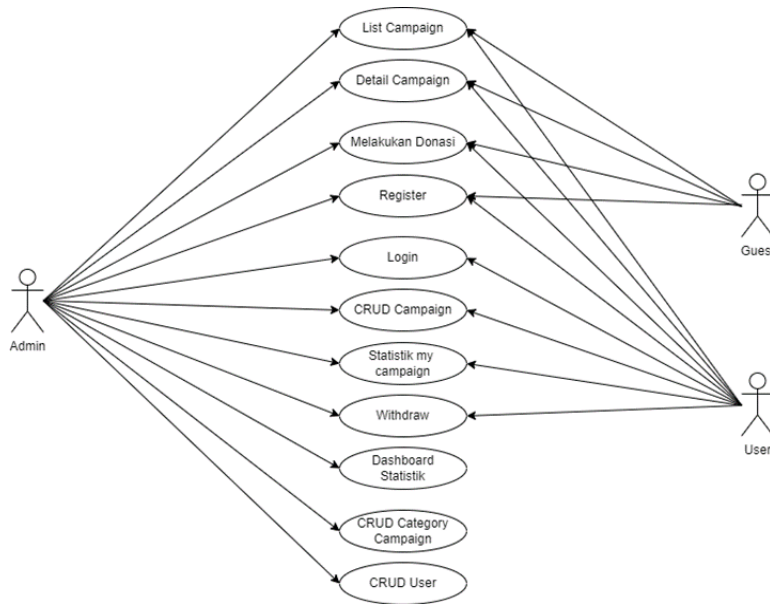 List Campaign
Detail Campaign
Melakukan Donasi
Register
Gues
Login
Admin
CRUD Campaign
Statistik my
campaign
Withdraw
User
Dashboard
Statistik
CRUD Category
Campaign
CRUD User